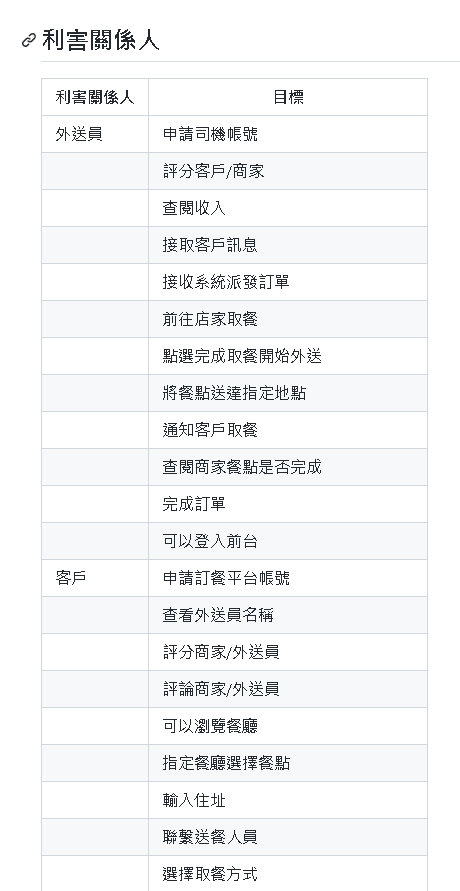 利害關係人
利害關係人 目標
外送員 申請司機帳號
評分客戶/商家
查閱收入
接取客戶訊息
接收系統派發訂單
前往店家取餐
點選完成取餐開始外送
將餐點送達指定地點
通知客戶取餐
查閱商家餐點是否完成
完成訂單
可以登入前台
客戶 申請訂餐平台帳號
查看外送員名稱
評分商家/外送員
評論商家/外送員
可以瀏覽餐廳
指定餐廳選擇餐點
輸入住址
聯繫送餐人員
選擇取餐方式